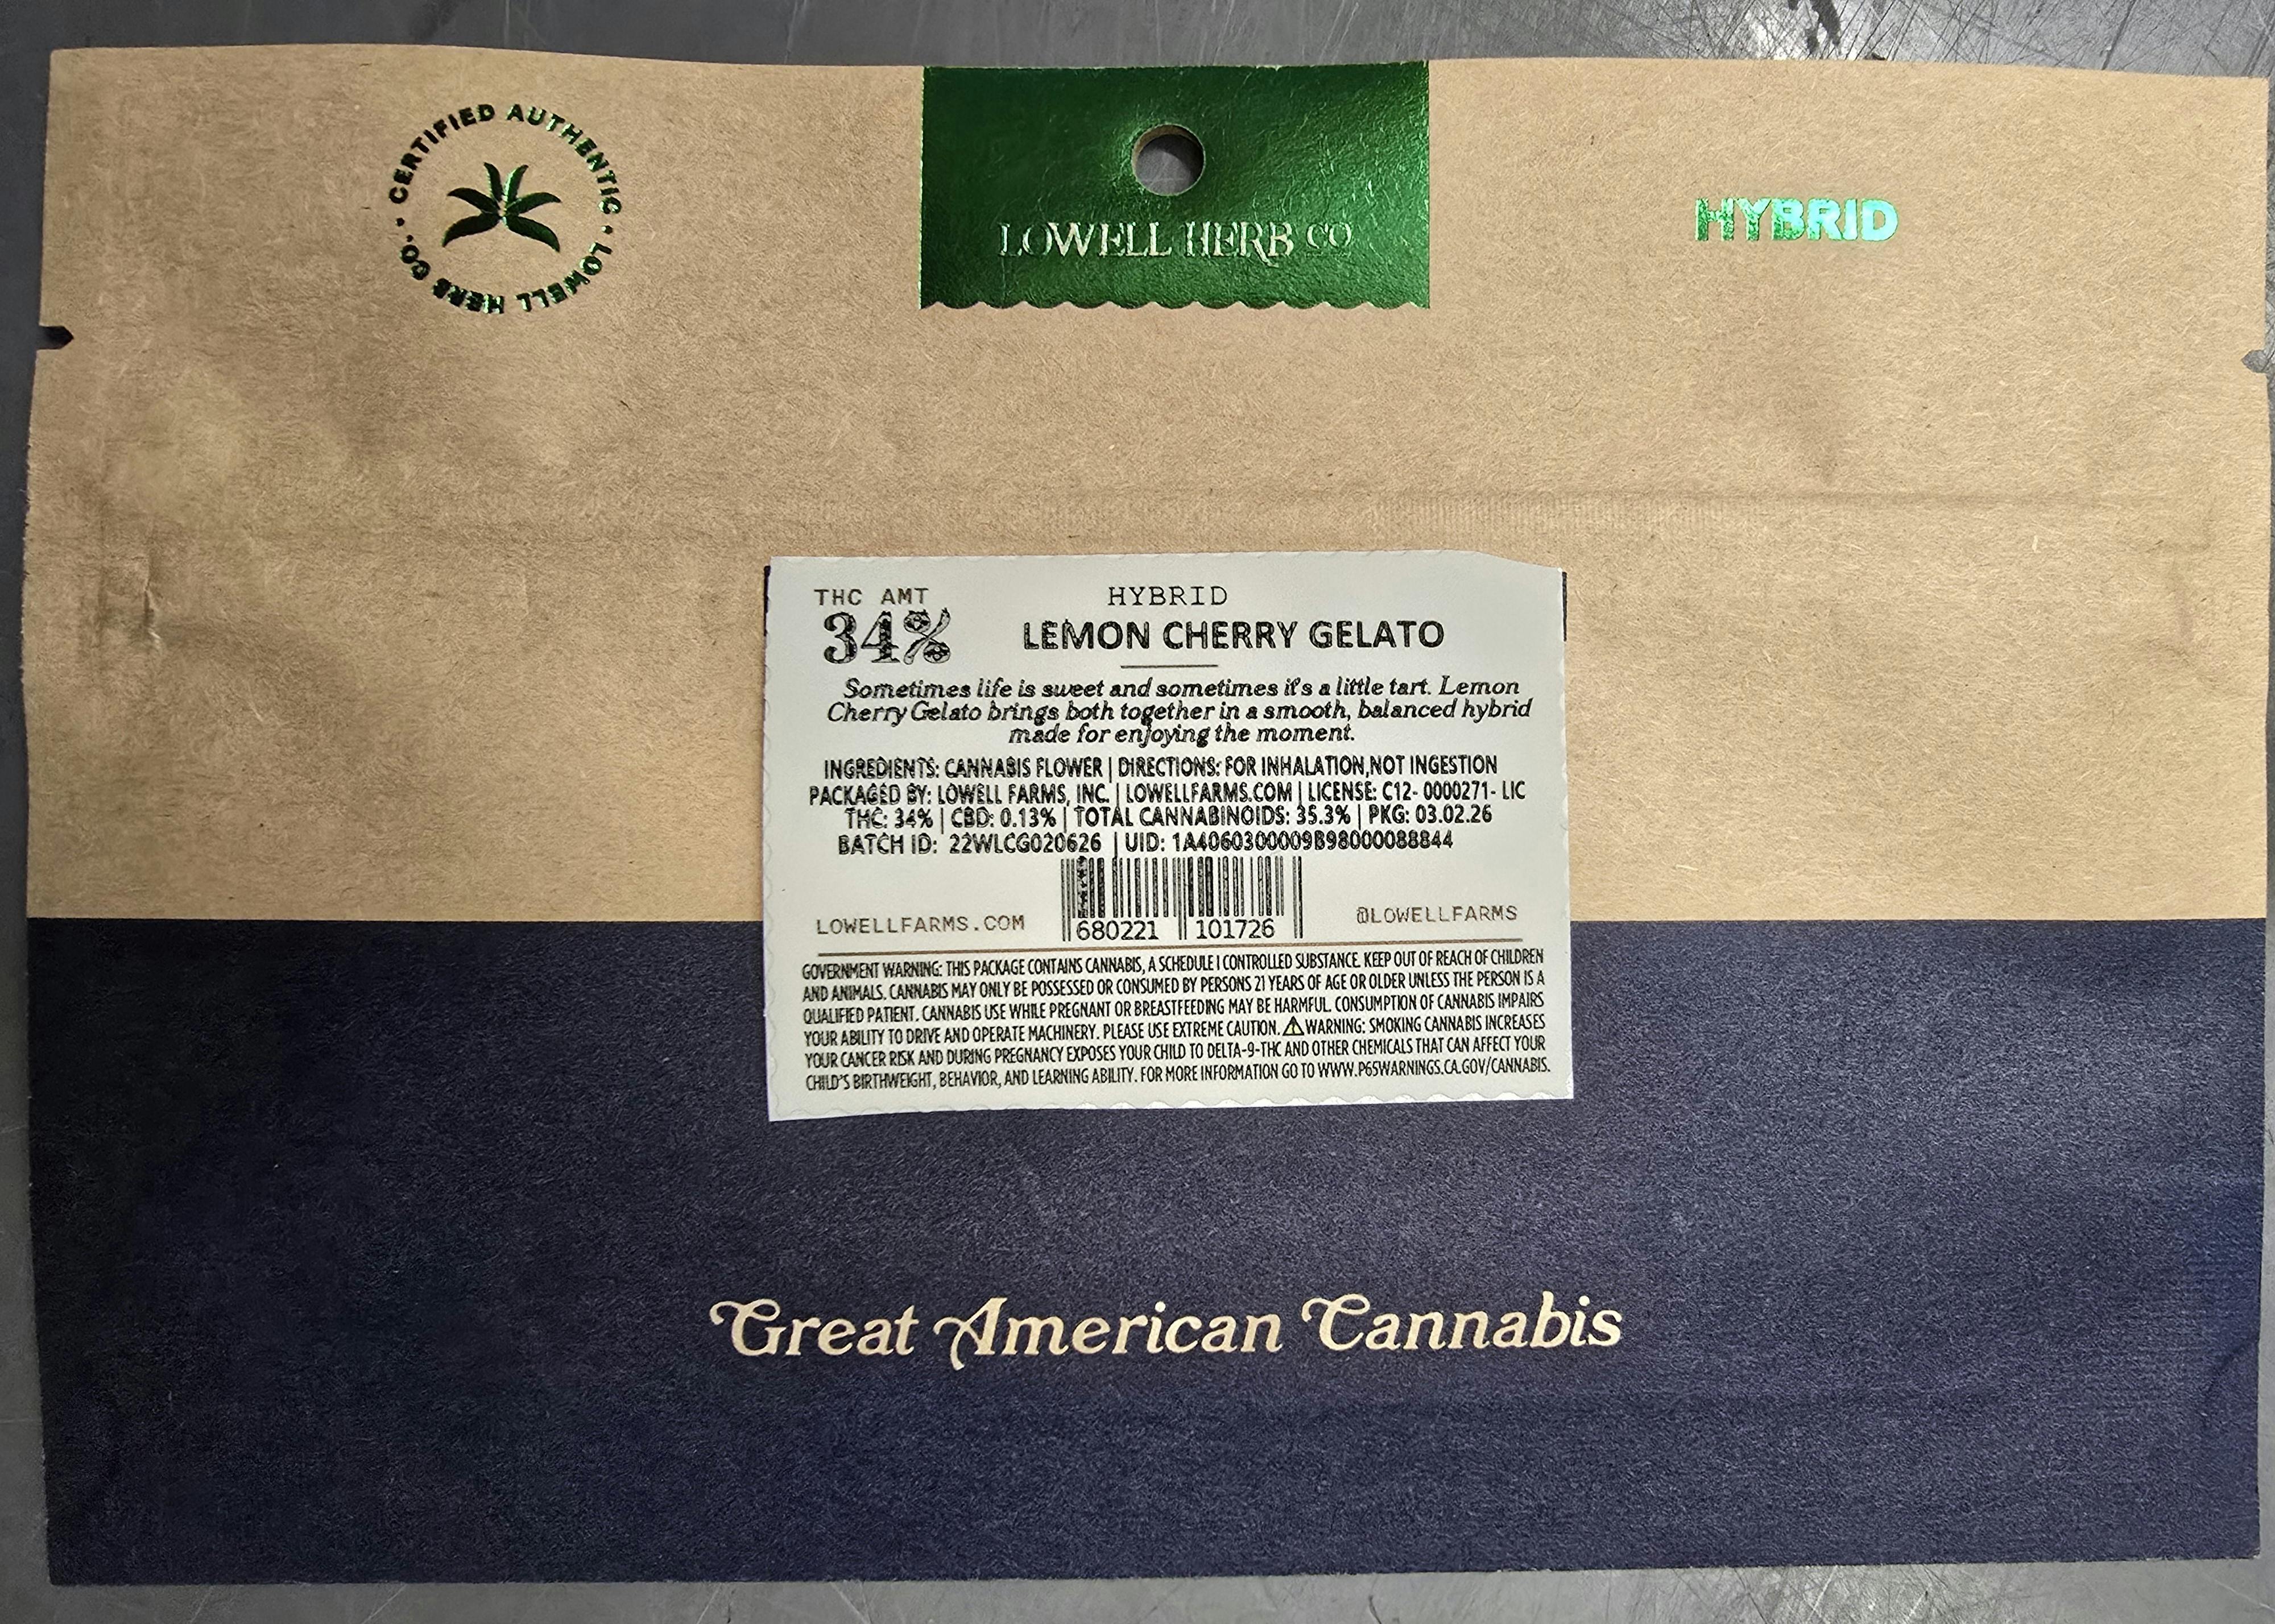 CERTIFIED AUTHENTIC · LOWELL HERB CO. ·
LOWELL HERB CO
HYBRID
THC AMT
34%
HYBRID
LEMON CHERRY GELATO
Sometimes life is sweet and sometimes it's a little tart. Lemon
Cherry Gelato brings both together in a smooth, balanced hybrid
made for enjoying the moment.
INGREDIENTS: CANNABIS FLOWER | DIRECTIONS: FOR INHALATION,NOT INGESTION
PACKAGED BY: LOWELL FARMS, INC. | LOWELLFARMS.COM | LICENSE: C12- 0000271- LIC
THC: 34% | CBD: 0.13% | TOTAL CANNABINOIDS: 35.3% | PKG: 03.02.26
BATCH ID: 22WLCG020626 | UID: 1A4060300009B98000088844
LOWELLFARMS.COM
680221 101726
@LOWELLFARMS
GOVERNMENT WARNING: THIS PACKAGE CONTAINS CANNABIS, A SCHEDULE I CONTROLLED SUBSTANCE. KEEP OUT OF REACH OF CHILDREN
AND ANIMALS. CANNABIS MAY ONLY BE POSSESSED OR CONSUMED BY PERSONS 21 YEARS OF AGE OR OLDER UNLESS THE PERSON IS A
QUALIFIED PATIENT. CANNABIS USE WHILE PREGNANT OR BREASTFEEDING MAY BE HARMFUL. CONSUMPTION OF CANNABIS IMPAIRS
YOUR ABILITY TO DRIVE AND OPERATE MACHINERY. PLEASE USE EXTREME CAUTION. ⚠WARNING: SMOKING CANNABIS INCREASES
YOUR CANCER RISK AND DURING PREGNANCY EXPOSES YOUR CHILD TO DELTA-9-THC AND OTHER CHEMICALS THAT CAN AFFECT YOUR
CHILD'S BIRTHWEIGHT, BEHAVIOR, AND LEARNING ABILITY. FOR MORE INFORMATION GO TO WWW.P65WARNINGS.CA.GOV/CANNABIS.
Great American Cannabis